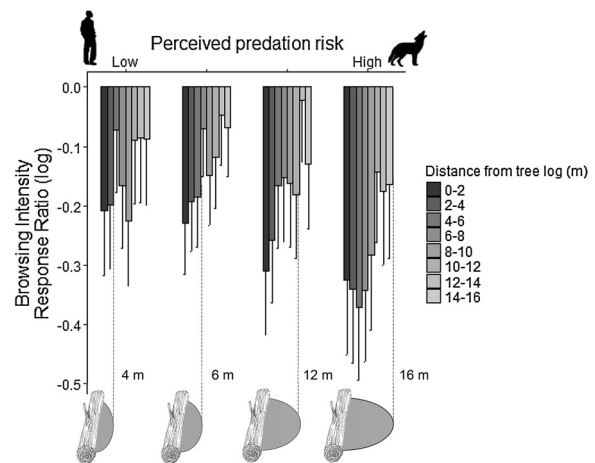 Perceived predation risk
Low High
Browsing Intensity
Response Ratio (log)
0.0
-0.1
-0.2
-0.3
-0.4
-0.5
4 m 6 m 12 m 16 m
Distance from tree log (m)
0-2
2-4
4-6
6-8
8-10
10-12
12-14
14-16